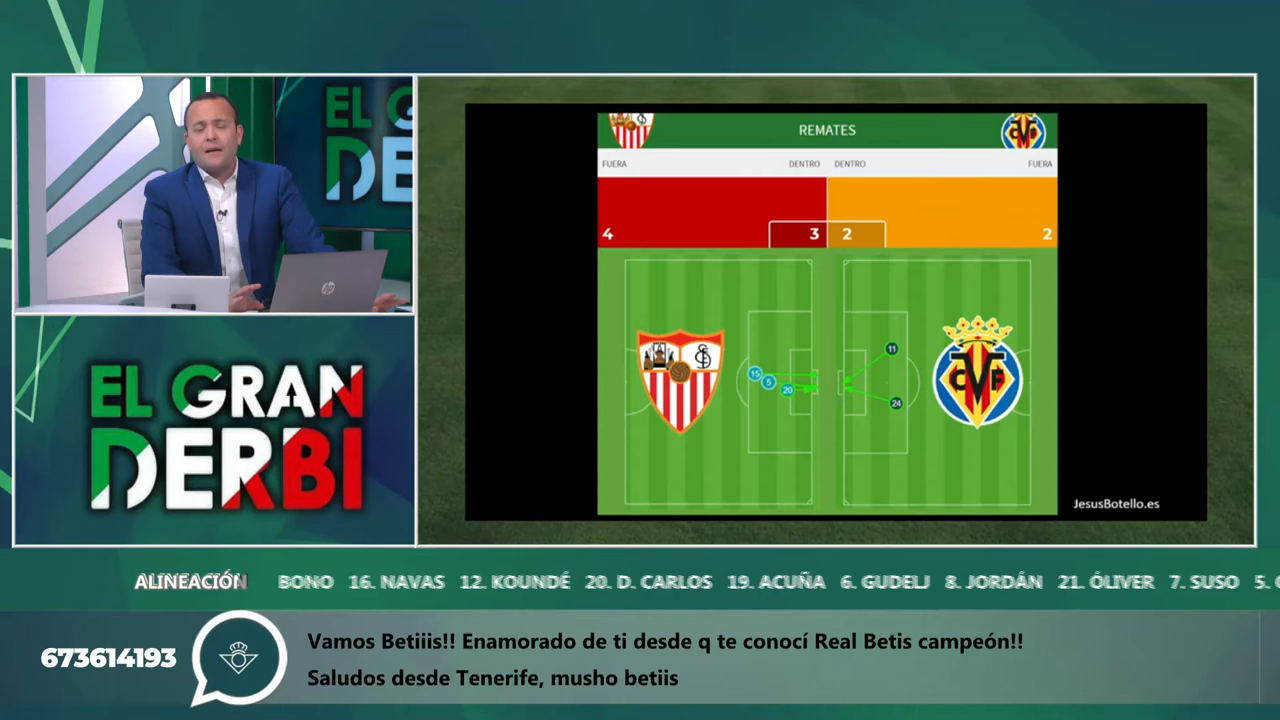 EL G
DE
EL GRAN
DERBI
REMATES
FUERA DENTRO DENTRO FUERA
4 3 2 2
15 5 20 11 24
JesusBotello.es
ALINEACIÓN BONO 16. NAVAS 12. KOUNDÉ 20. D. CARLOS 19. ACUÑA 6. GUDELJ 8. JORDÁN 21. ÓLIVER 7. SUSO 5.
673614193
Vamos Betiiis!! Enamorado de ti desde q te conocí Real Betis campeón!!
Saludos desde Tenerife, musho betiis